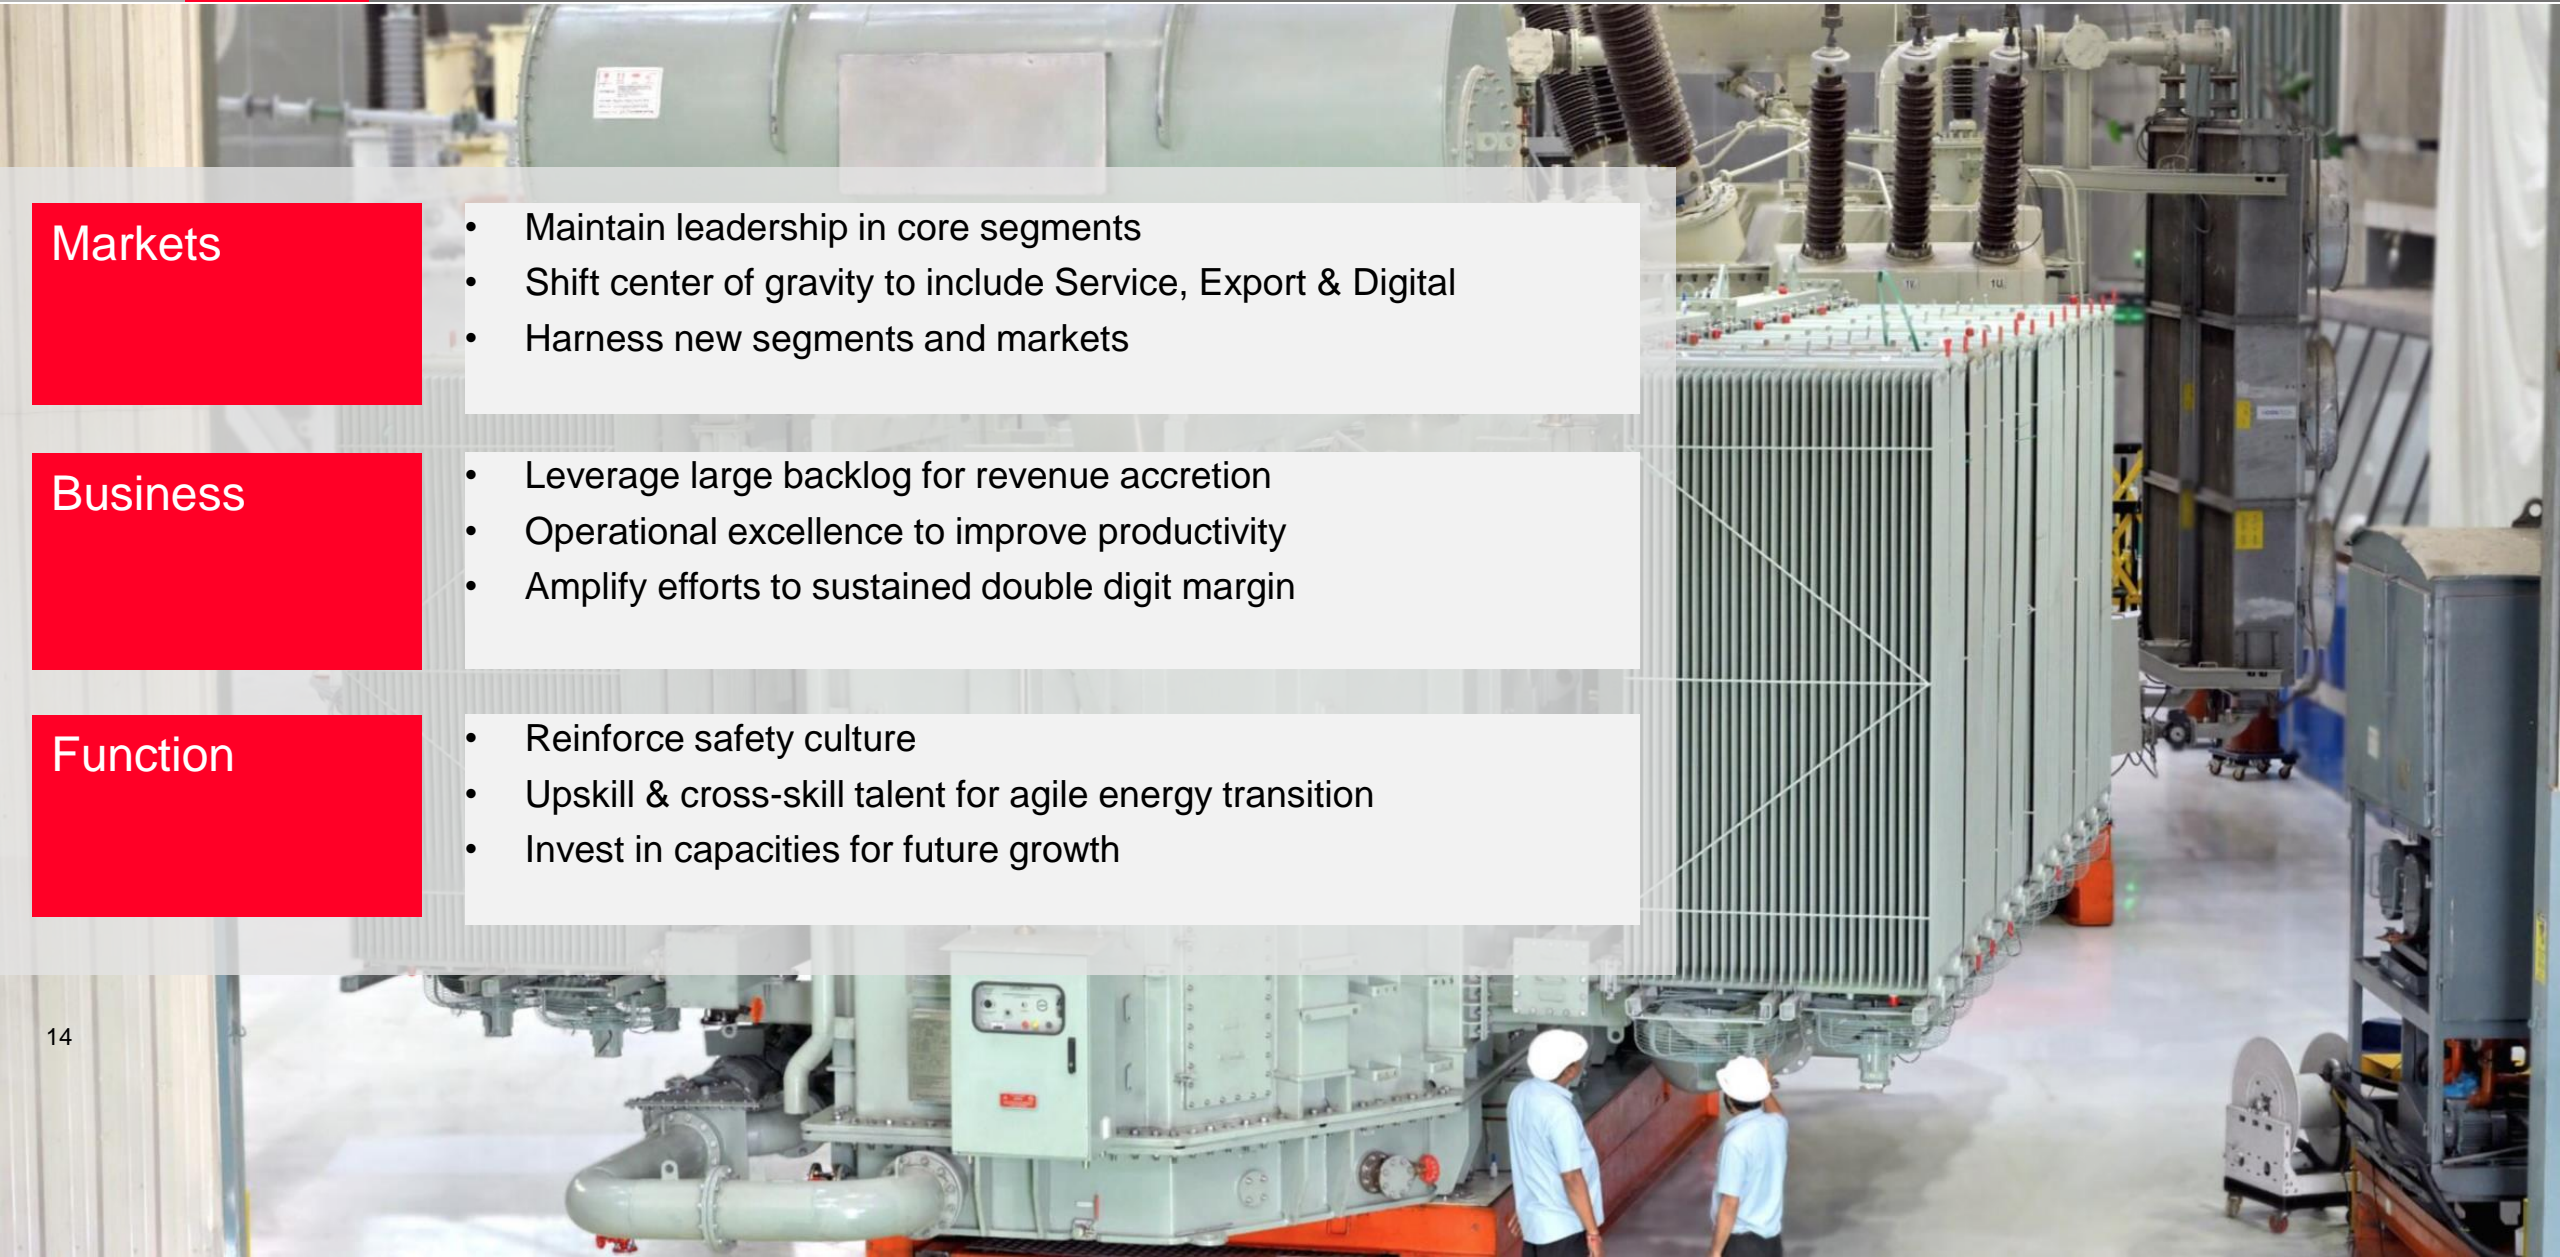 Markets
• Maintain leadership in core segments
• Shift center of gravity to include Service, Export & Digital
• Harness new segments and markets
Business
• Leverage large backlog for revenue accretion
• Operational excellence to improve productivity
• Amplify efforts to sustained double digit margin
Function
• Reinforce safety culture
• Upskill & cross-skill talent for agile energy transition
• Invest in capacities for future growth
14